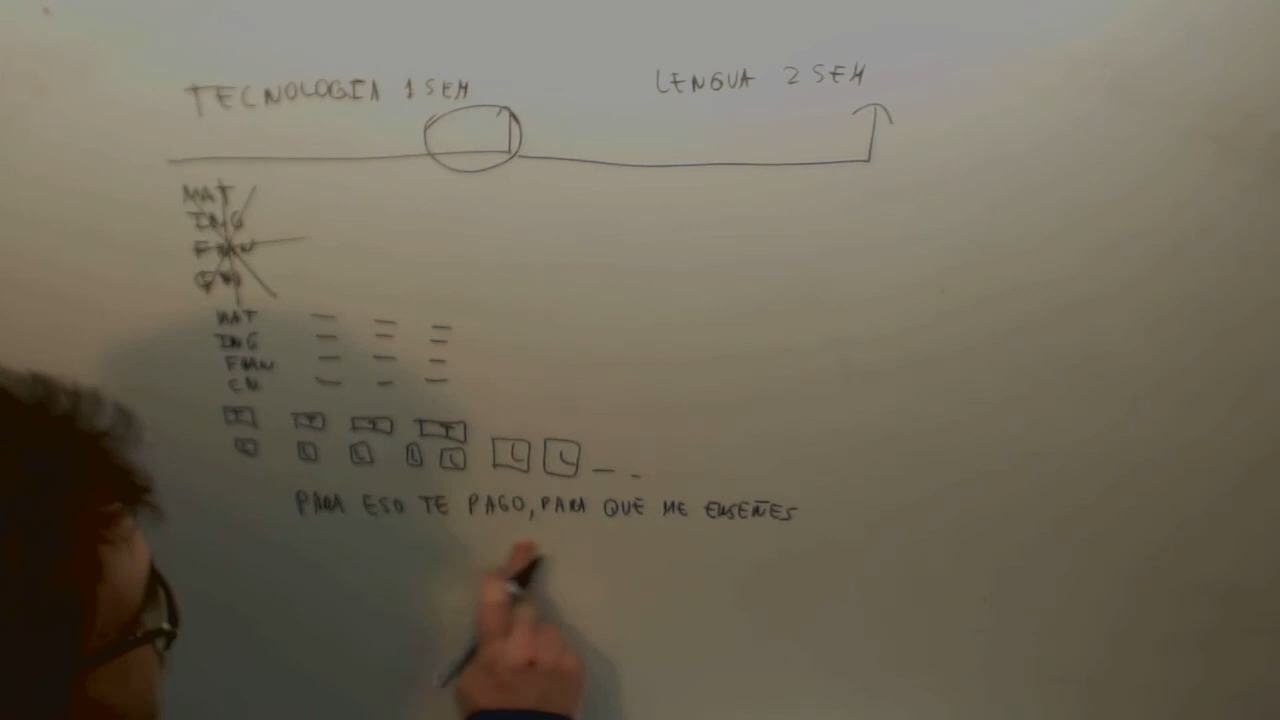 TECNOLOGIA 1 SEM
LENGUA 2 SEM
MAT
ING
FRAN
CN
MAT
ING
FRAN
CN
T T T T
L L L L L L L
PARA ESO TE PAGO, PARA QUE ME ENSEÑES